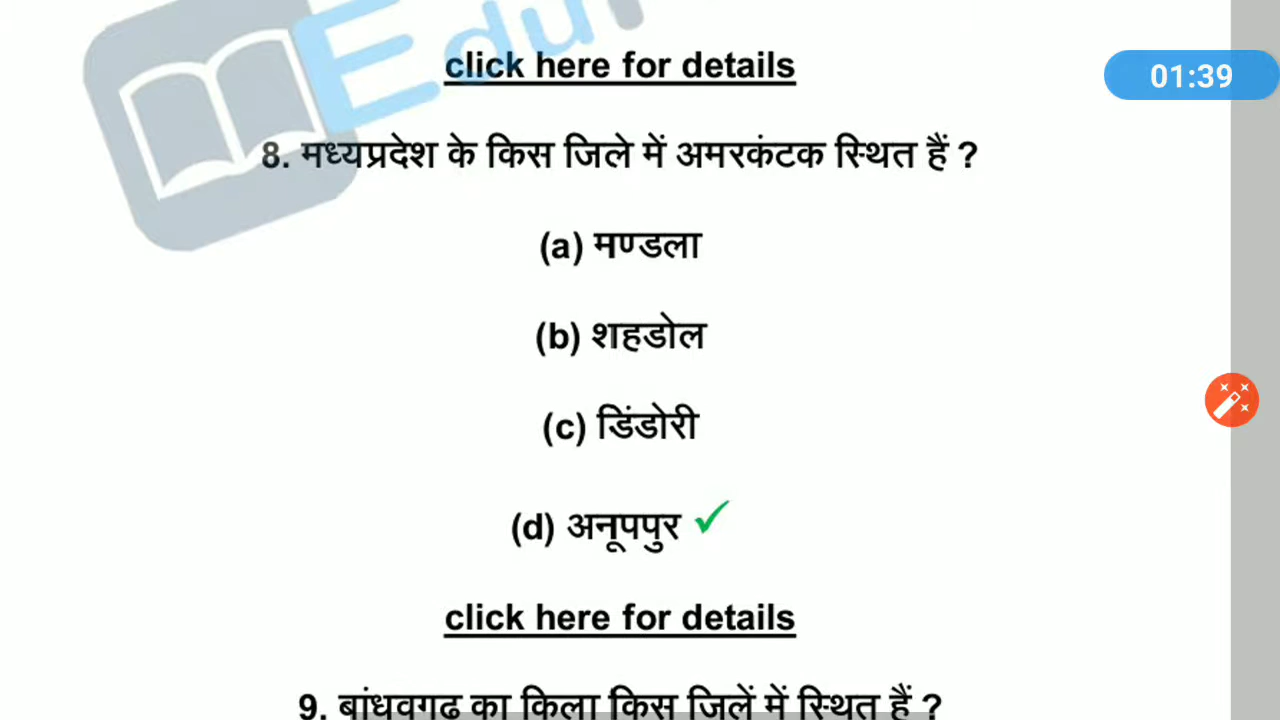 Edu
click here for details
01:39
8. मध्यप्रदेश के किस जिले में अमरकंटक स्थित हैं ?
(a) मण्डला
(b) शहडोल
(c) डिंडोरी
(d) अनूपपुर ✓
click here for details
9. बांधवगढ का किला किस जिलें में स्थित हैं ?